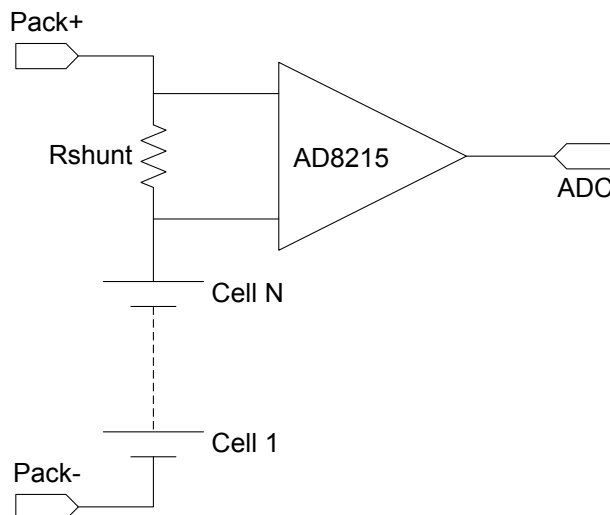 Pack+
Rshunt
AD8215
ADC
Cell N
Cell 1
Pack-